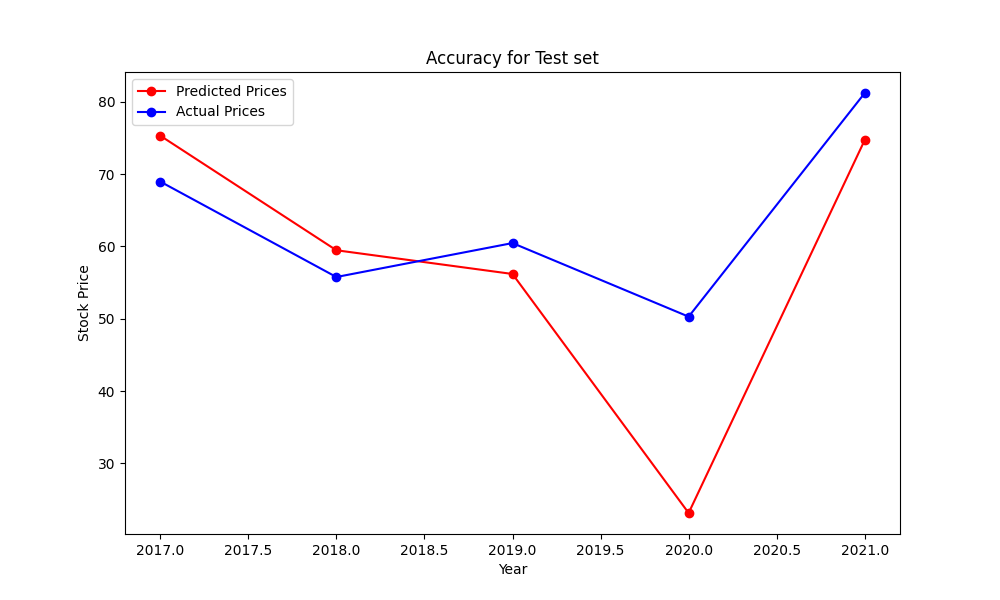 Accuracy for Test set
Predicted Prices
Actual Prices
80
70
60
50
40
30
Stock Price
2017.0 2017.5 2018.0 2018.5 2019.0 2019.5 2020.0 2020.5 2021.0
Year